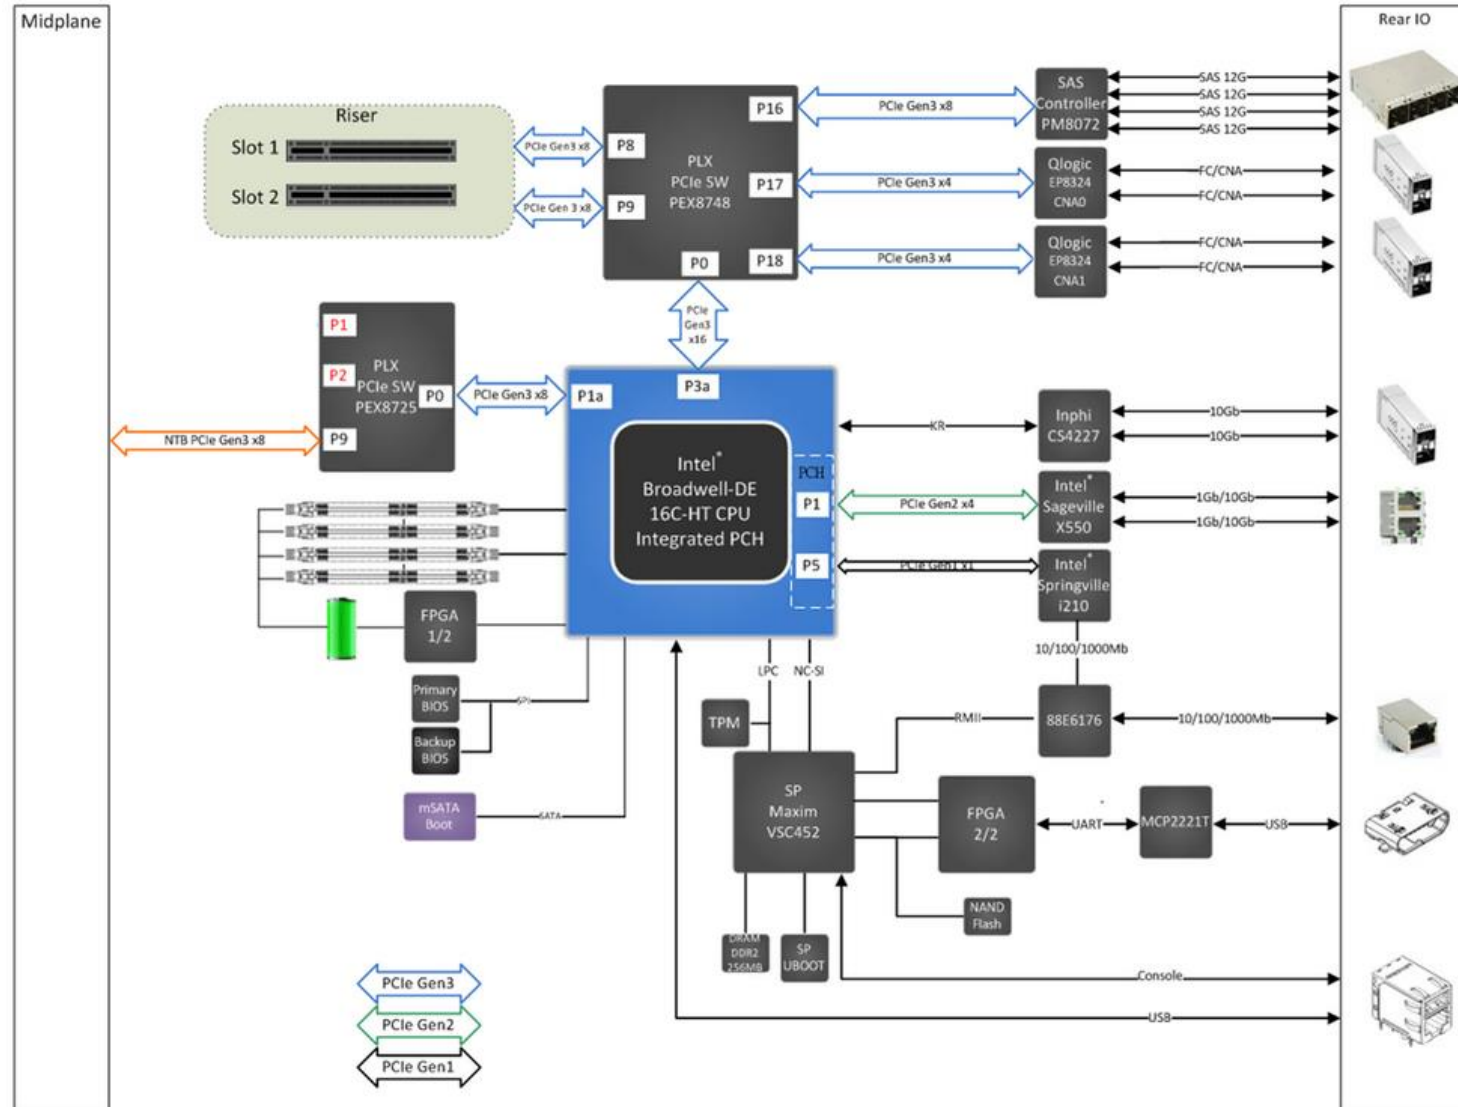 Midplane
Rear IO
Riser
Slot 1
Slot 2
PCIe Gen3 x8
PCIe Gen 3 x8
P8
P9
PLX
PCIe SW
PEX8748
P16
P17
P18
P0
PCIe Gen3 x8
PCIe Gen3 x4
PCIe Gen3 x4
SAS
Controller
PM8072
SAS 12G
SAS 12G
SAS 12G
SAS 12G
Qlogic
EP8324
CNA0
FC/CNA
FC/CNA
Qlogic
EP8324
CNA1
FC/CNA
FC/CNA
PCIe
Gen3
x16
P1
P2
PLX
PCIe SW
PEX8725
P0
P9
PCIe Gen3 x8
NTB PCIe Gen3 x8
P1a
P3a
Intel®
Broadwell-DE
16C-HT CPU
Integrated PCH
PCH
P1
P5
KR
Inphi
CS4227
10Gb
10Gb
PCIe Gen2 x4
Intel®
Sageville
X550
1Gb/10Gb
1Gb/10Gb
PCIe Gen1 x1
Intel®
Springville
i210
10/100/1000Mb
FPGA
1/2
Primary
BIOS
Backup
BIOS
SPI
mSATA
Boot
SATA
LPC
NC-SI
TPM
RMII
88E6176
10/100/1000Mb
SP
Maxim
VSC452
FPGA
2/2
UART
MCP2221T
USB
NAND
Flash
DRAM
DDR2
256MB
SP
UBOOT
Console
USB
PCIe Gen3
PCIe Gen2
PCIe Gen1